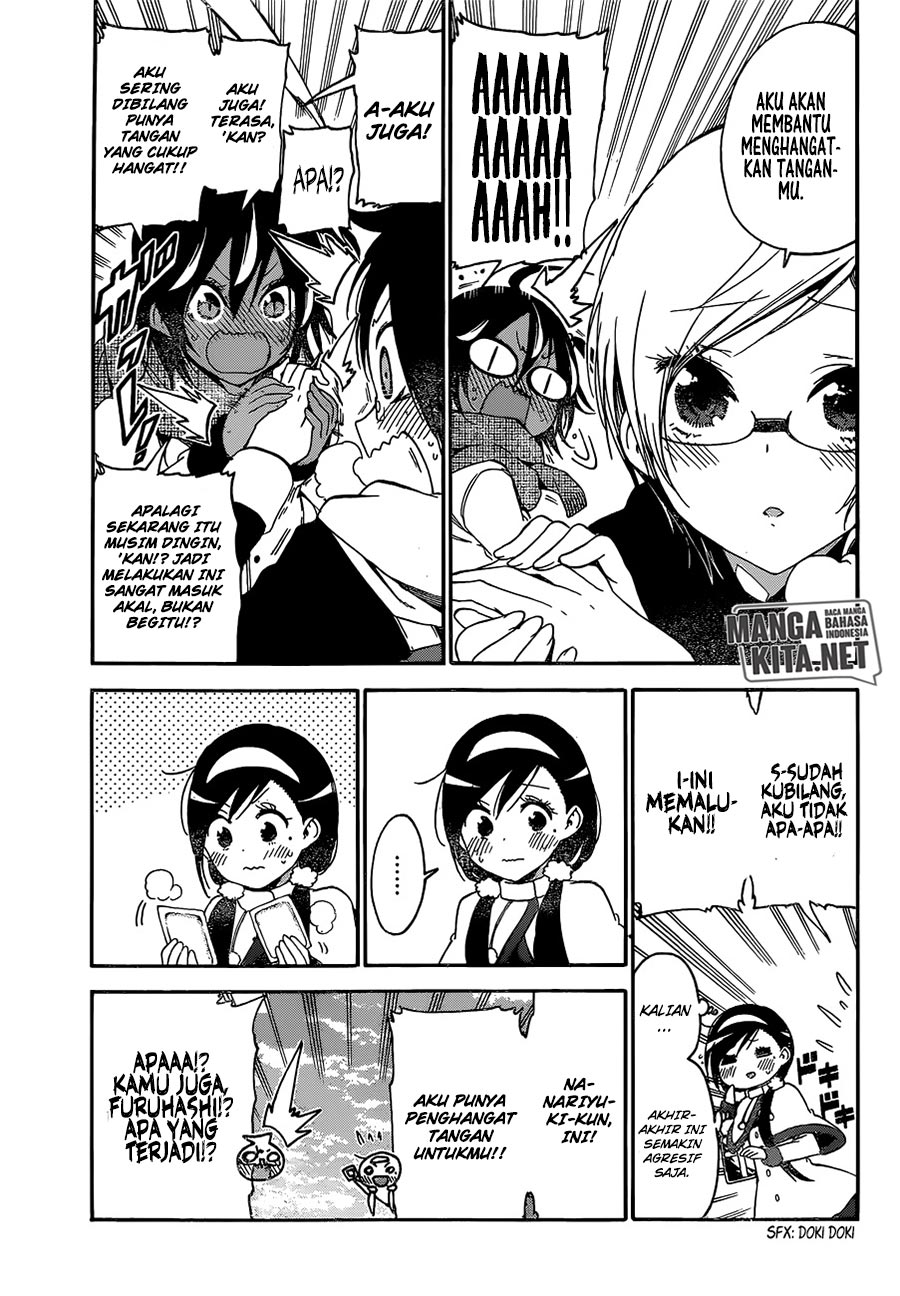 AKU AKAN
MEMBANTU
MENGHANGAT-
KAN TANGAN-
MU.
AAAAA
AAAAA
AAAH!!
A-AKU
JUGA!
APA!?
AKU
JUGA!
TERASA,
'KAN?
AKU
SERING
DIBILANG
PUNYA
TANGAN
YANG CUKUP
HANGAT!!
APALAGI
SEKARANG ITU
MUSIM DINGIN,
'KAN!? JADI
MELAKUKAN INI
SANGAT MASUK
AKAL, BUKAN
BEGITU!?
MANGA
KITA.NET
BACA MANGA
BAHASA
INDONESIA
S-SUDAH
KUBILANG,
AKU TIDAK
APA-APA!!
I-INI
MEMALU-
KAN!!
KALIAN
...
AKHIR-
AKHIR INI
SEMAKIN
AGRESIF
SAJA.
ドキ
ドキ
SFX: DOKI DOKI
......
NA-
NARIYU-
KI-KUN,
INI!
AKU PUNYA
PENGHANGAT
TANGAN
UNTUKMU!!
APAAA!?
KAMU JUGA,
FURUHASHI!?
APA YANG
TERJADI!?